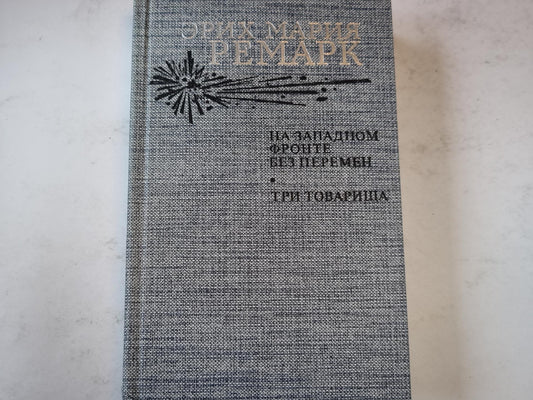 ЭРИХ МАРИЯ
РЕМАРК
НА ЗАПАДНОМ
ФРОНТЕ
БЕЗ ПЕРЕМЕН
•
ТРИ ТОВАРИЩА